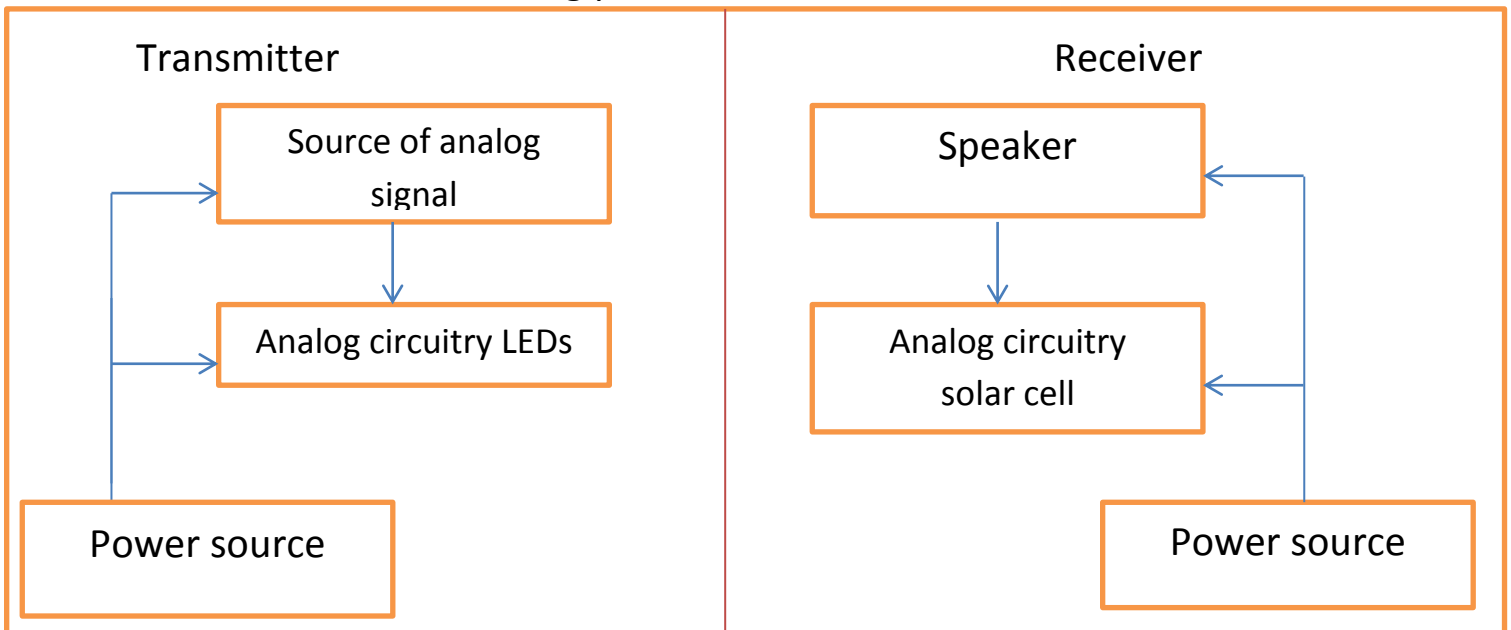 Transmitter
Source of analog
signal
Analog circuitry LEDs
Power source
Receiver
Speaker
Analog circuitry
solar cell
Power source